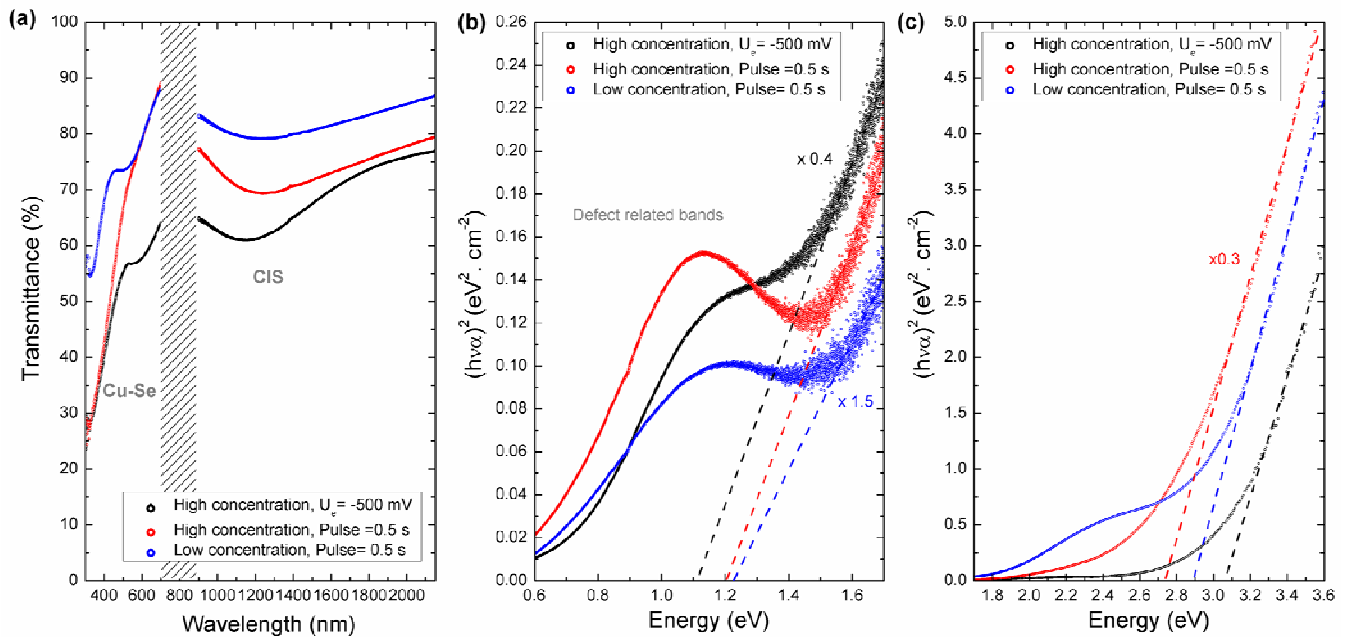 (a)
Transmittance (%)
100
90
80
70
60
50
40
30
20
10
0
Cu-Se
CIS
High concentration, Uₑ= -500 mV
High concentration, Pulse =0.5 s
Low concentration, Pulse= 0.5 s
400 600 800 1000 1200 1400 1600 1800 2000
Wavelength (nm)
(b)
(hνα)² (eV². cm⁻²)
0.26
0.24
0.22
0.20
0.18
0.16
0.14
0.12
0.10
0.08
0.06
0.04
0.02
0.00
High concentration, Uₑ= -500 mV
High concentration, Pulse =0.5 s
Low concentration, Pulse= 0.5 s
x 0.4
Defect related bands
x 1.5
0.6 0.8 1.0 1.2 1.4 1.6
Energy (eV)
(c)
(hνα)² (eV². cm⁻²)
5.0
4.5
4.0
3.5
3.0
2.5
2.0
1.5
1.0
0.5
0.0
High concentration, Uₑ= -500 mV
High concentration, Pulse =0.5 s
Low concentration, Pulse= 0.5 s
x0.3
1.8 2.0 2.2 2.4 2.6 2.8 3.0 3.2 3.4 3.6
Energy (eV)